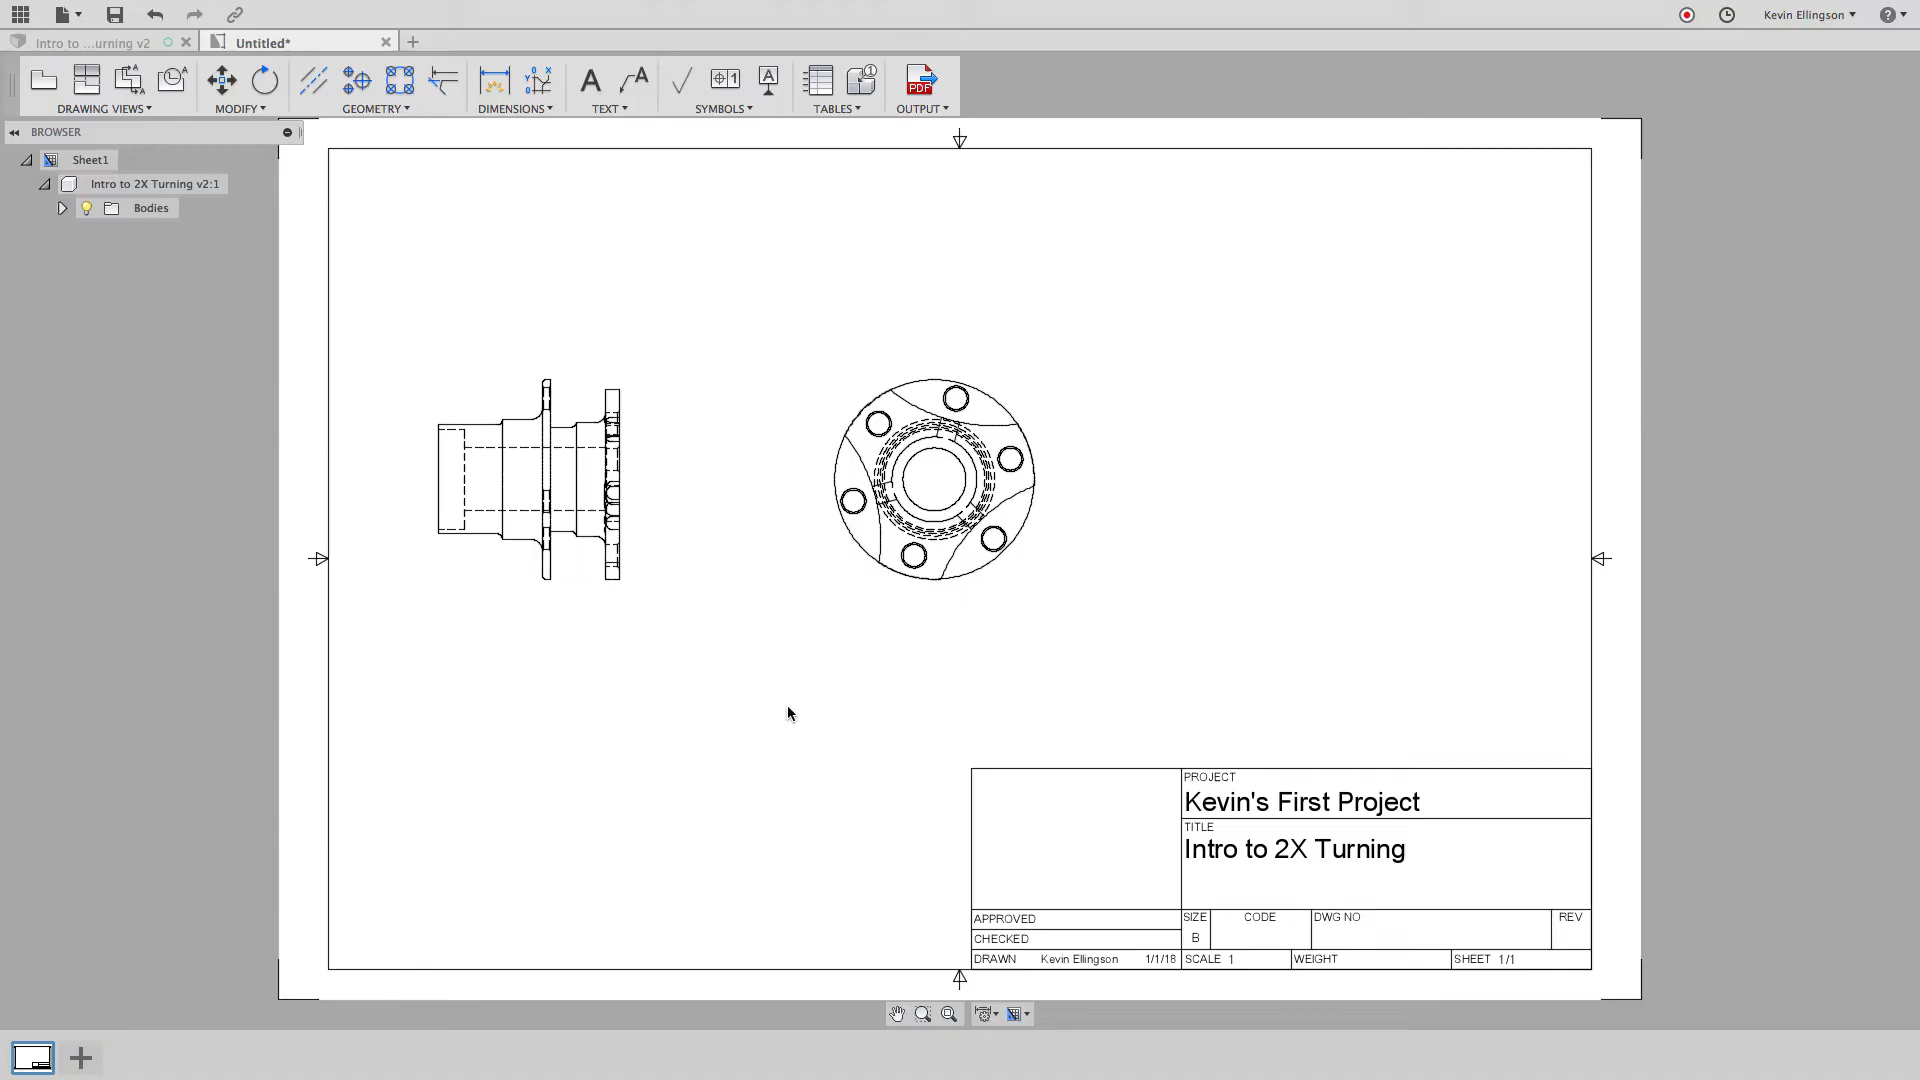 Kevin Ellingson
Intro to ...urning v2
Untitled*
DRAWING VIEWS
MODIFY
GEOMETRY
DIMENSIONS
TEXT
SYMBOLS
TABLES
OUTPUT
PDF
BROWSER
Sheet1
Intro to 2X Turning v2:1
Bodies
PROJECT
Kevin's First Project
TITLE
Intro to 2X Turning
APPROVED
CHECKED
DRAWN Kevin Ellingson 1/1/18
SIZE CODE DWG NO REV
B
SCALE 1 WEIGHT SHEET 1/1